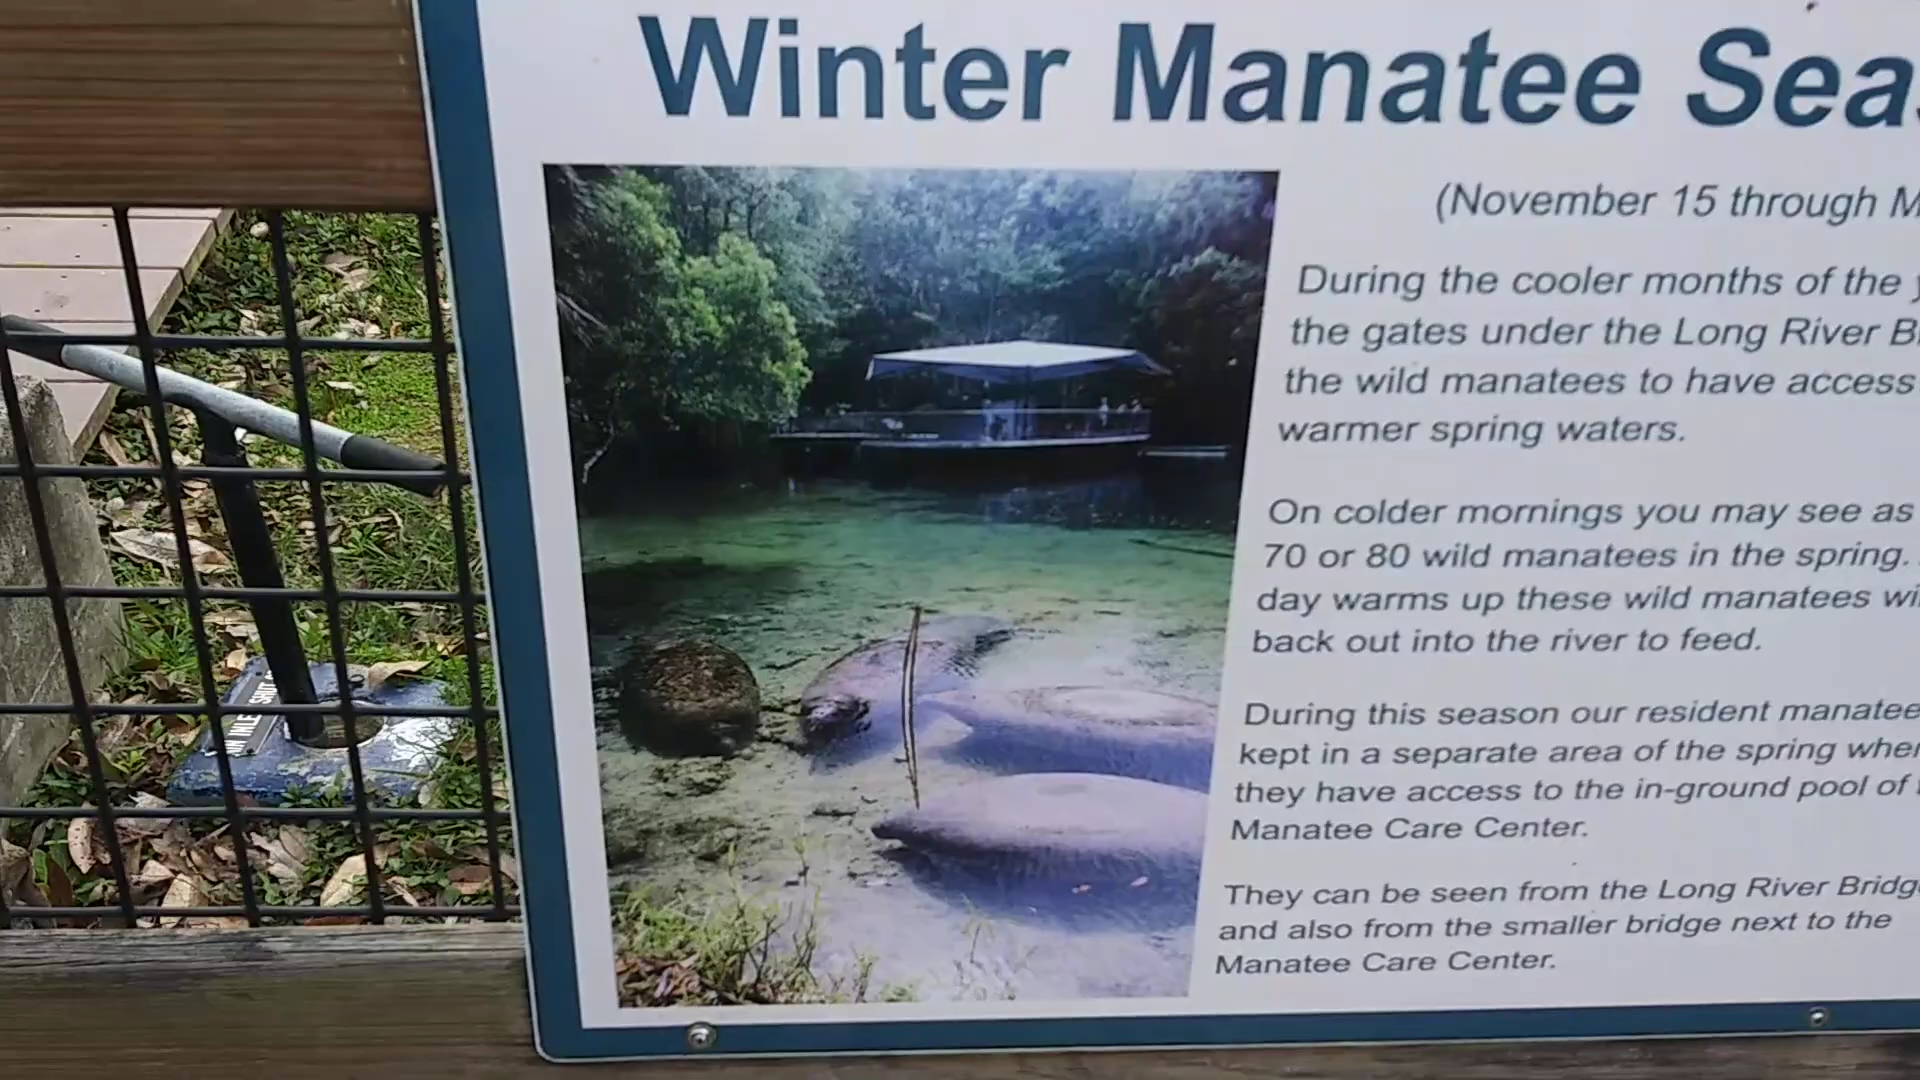 Winter Manatee Seas
(November 15 through M
During the cooler months of the y
the gates under the Long River B
the wild manatees to have access
warmer spring waters.
On colder mornings you may see as
70 or 80 wild manatees in the spring.
day warms up these wild manatees wi
back out into the river to feed.
During this season our resident manatee
kept in a separate area of the spring wher
they have access to the in-ground pool of
Manatee Care Center.
They can be seen from the Long River Bridg
and also from the smaller bridge next to the
Manatee Care Center.